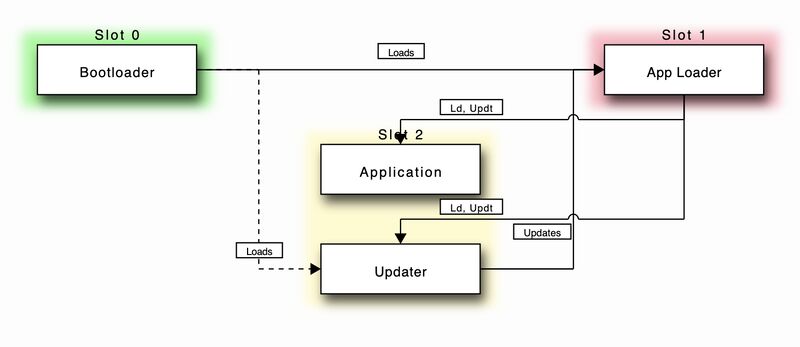 Slot 0
Slot 1
Loads
Bootloader
App Loader
Ld, Updt
Slot 2
Application
Ld, Updt
Updates
Loads
Updater